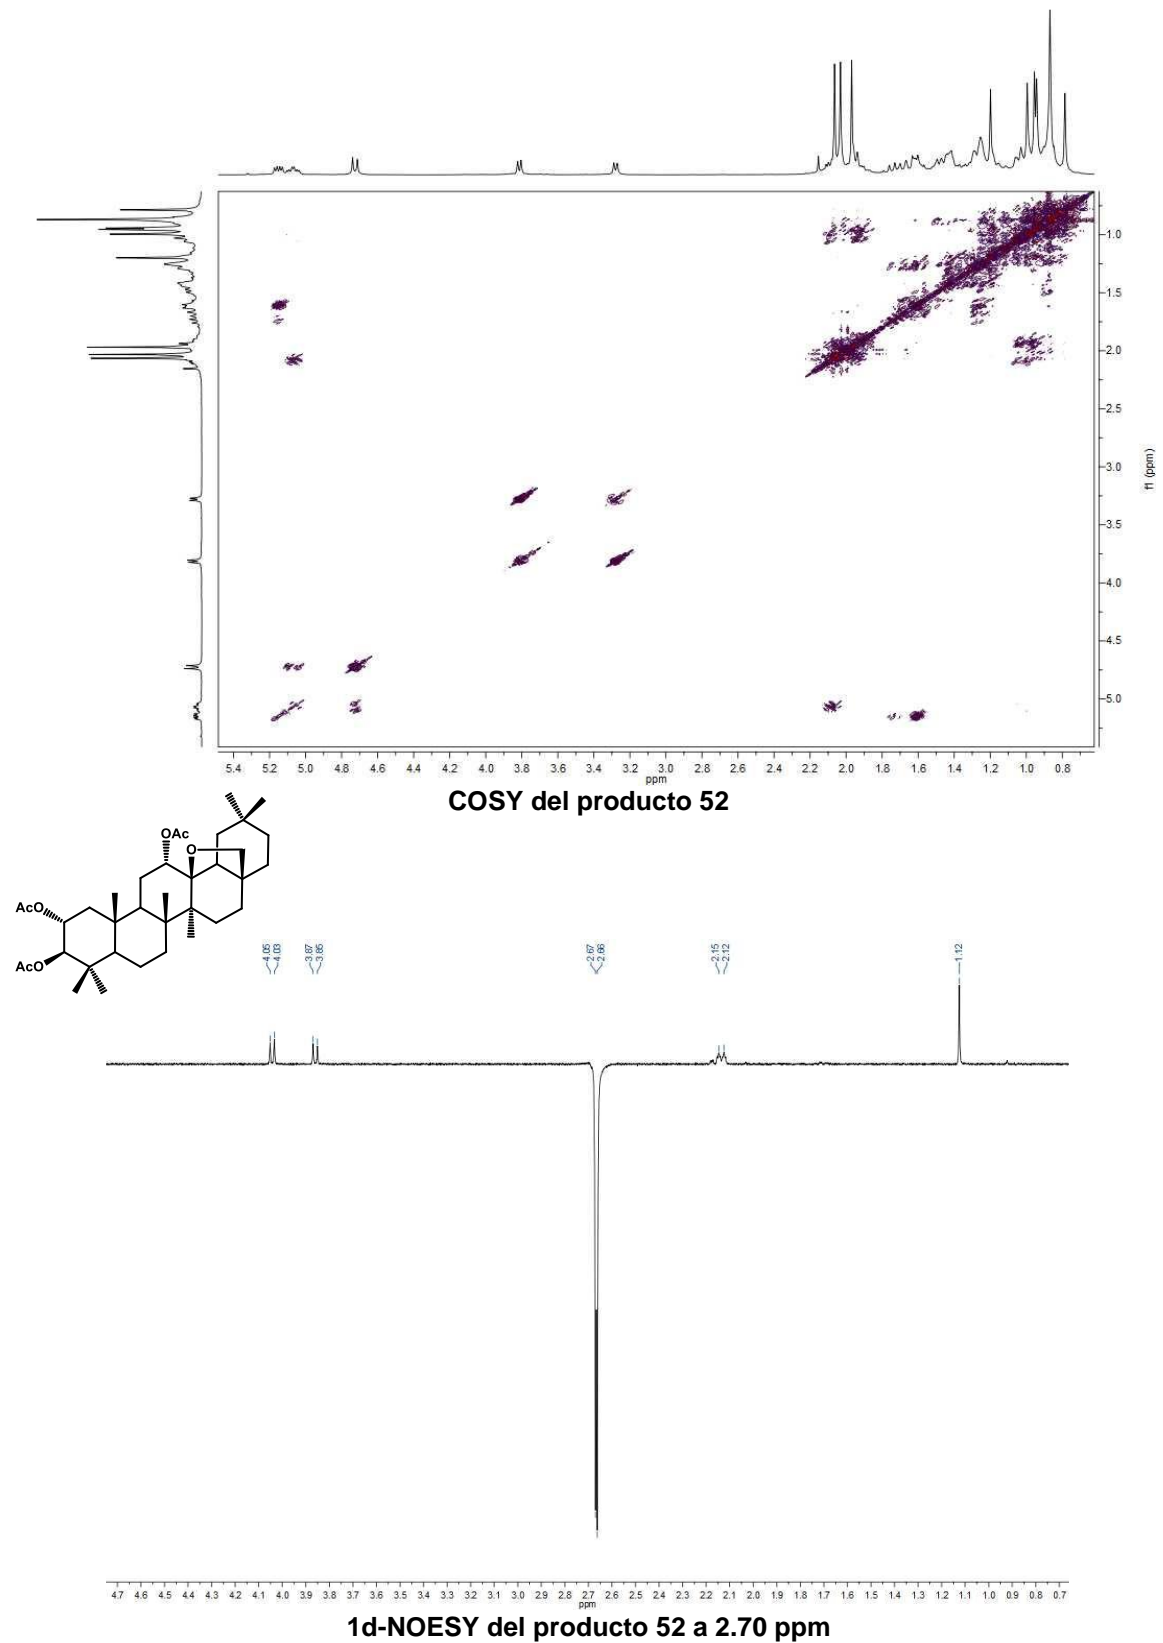 1.0
1.5
2.0
2.5
3.0
3.5
4.0
4.5
5.0
f1 (ppm)
5.4 5.2 5.0 4.8 4.6 4.4 4.2 4.0 3.8 3.6 3.4 3.2 3.0 2.8 2.6 2.4 2.2 2.0 1.8 1.6 1.4 1.2 1.0 0.8
ppm
COSY del producto 52
OAc
O
AcO
AcO
4.05 4.03 3.87 3.85 2.67 2.66 2.15 2.12 1.12
4.7 4.6 4.5 4.4 4.3 4.2 4.1 4.0 3.9 3.8 3.7 3.6 3.5 3.4 3.3 3.2 3.1 3.0 2.9 2.8 2.7 2.6 2.5 2.4 2.3 2.2 2.1 2.0 1.9 1.8 1.7 1.6 1.5 1.4 1.3 1.2 1.1 1.0 0.9 0.8 0.7
ppm
1d-NOESY del producto 52 a 2.70 ppm